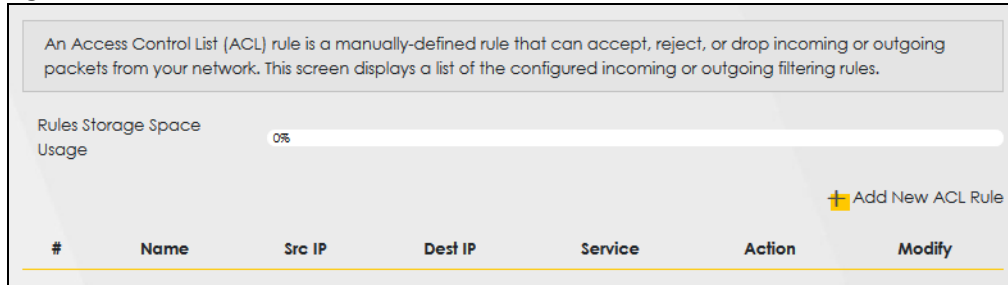 An Access Control List (ACL) rule is a manually-defined rule that can accept, reject, or drop incoming or outgoing
packets from your network. This screen displays a list of the configured incoming or outgoing filtering rules.
Rules Storage Space
Usage
0%
+ Add New ACL Rule
# Name Src IP Dest IP Service Action Modify